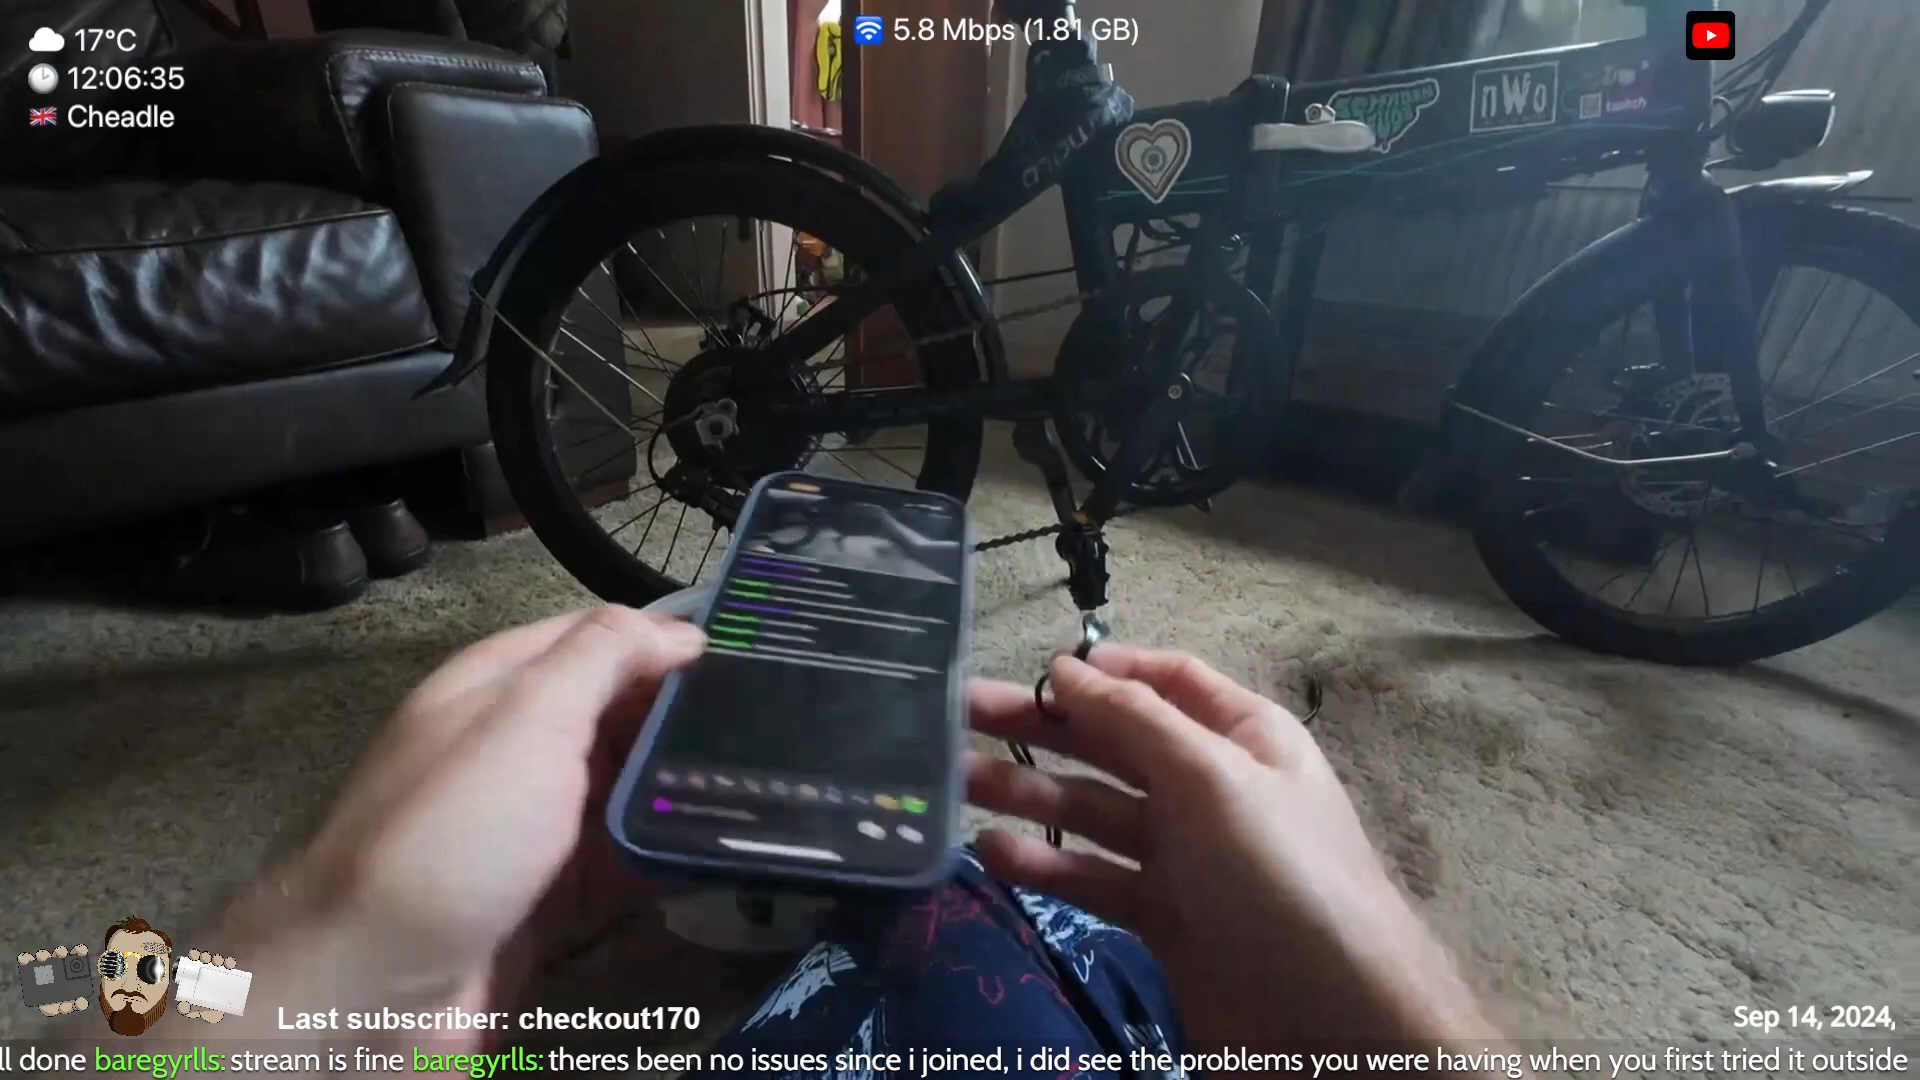 17°C
5.8 Mbps (1.81 GB)
12:06:35
Cheadle
nWo
twitch
Last subscriber: checkout170
Sep 14, 2024,
ll done baregyrlls: stream is fine baregyrlls: theres been no issues since i joined, i did see the problems you were having when you first tried it outside